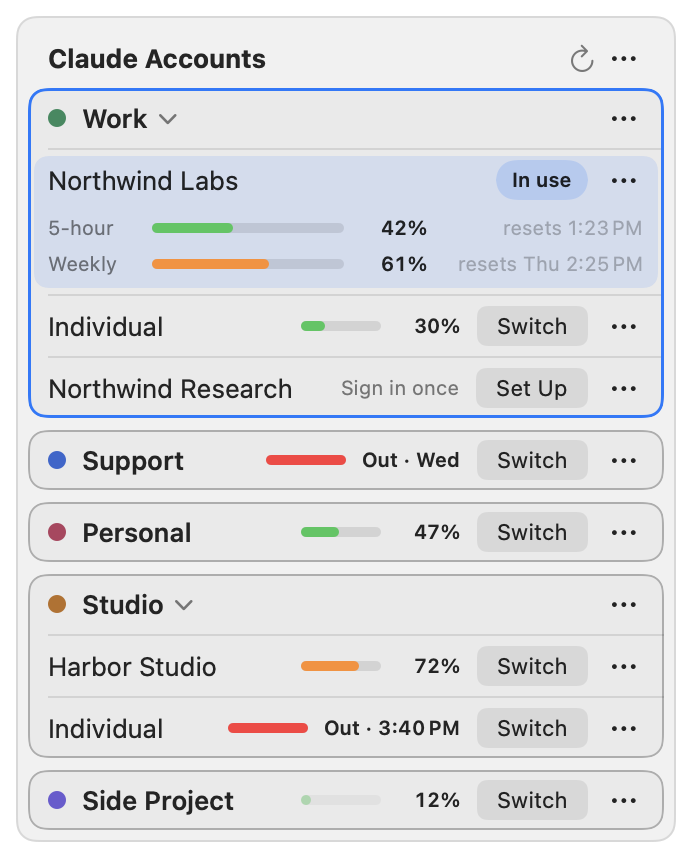 Claude Accounts
Work
Northwind Labs In use
5-hour 42% resets 1:23 PM
Weekly 61% resets Thu 2:25 PM
Individual 30% Switch
Northwind Research Sign in once Set Up
Support Out · Wed Switch
Personal 47% Switch
Studio
Harbor Studio 72% Switch
Individual Out · 3:40 PM Switch
Side Project 12% Switch